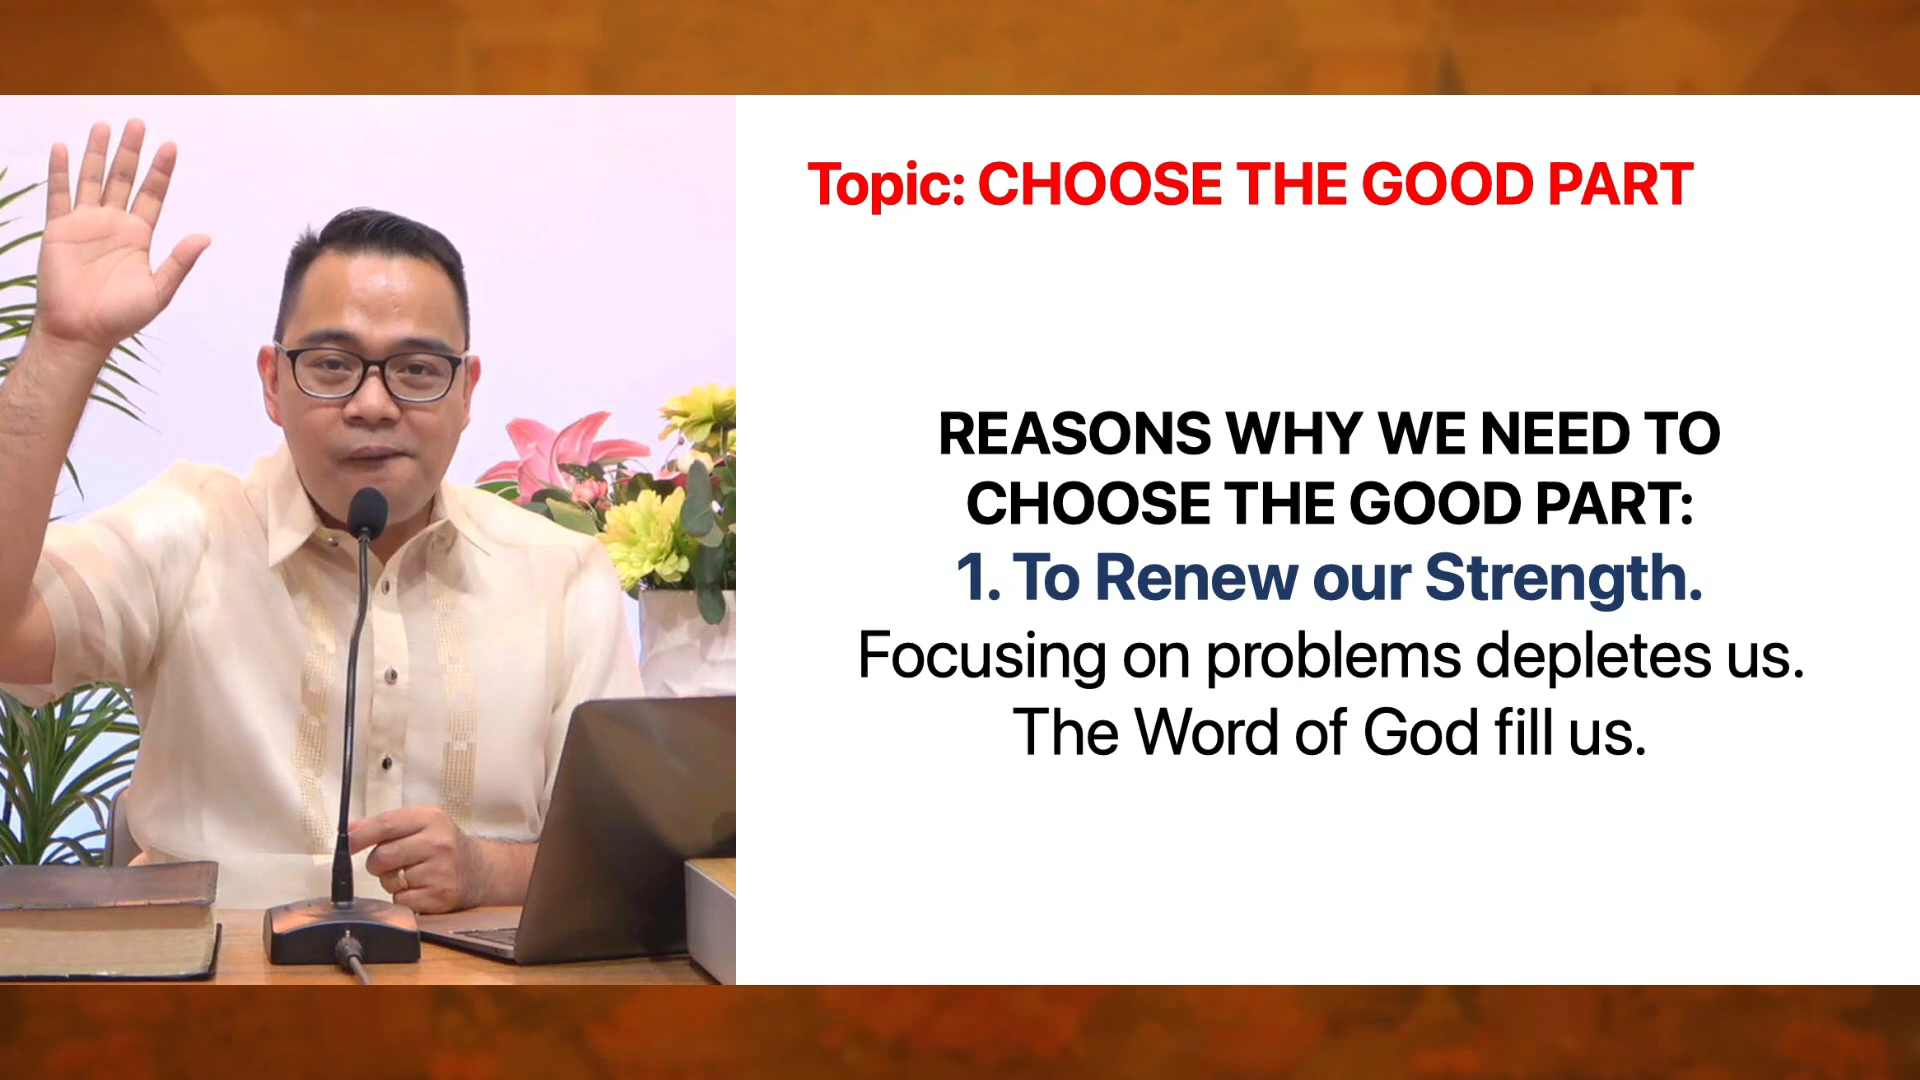 Topic: CHOOSE THE GOOD PART
REASONS WHY WE NEED TO
CHOOSE THE GOOD PART:
1. To Renew our Strength.
Focusing on problems depletes us.
The Word of God fill us.